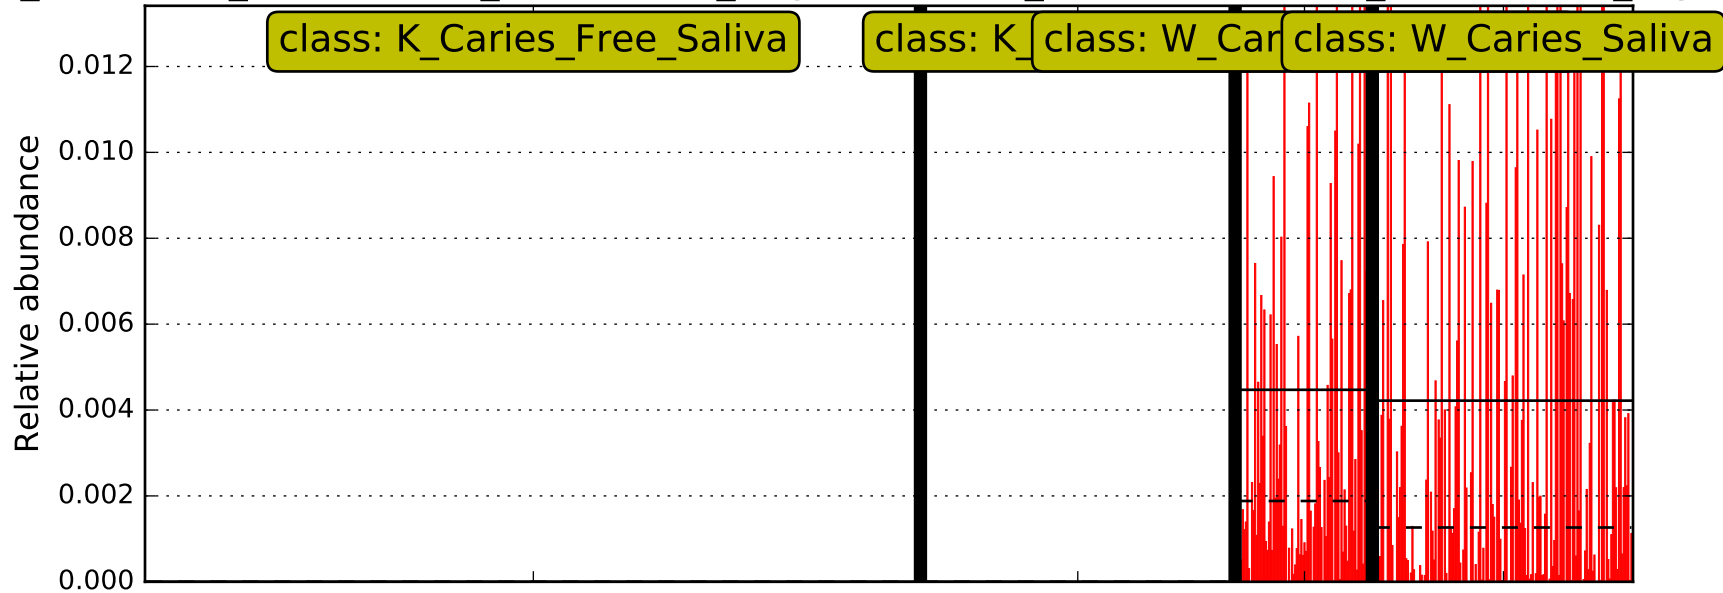 class: K_Caries_Free_Saliva
class: K_
class: W_Car
class: W_Caries_Saliva
Relative abundance
0.012
0.010
0.008
0.006
0.004
0.002
0.000